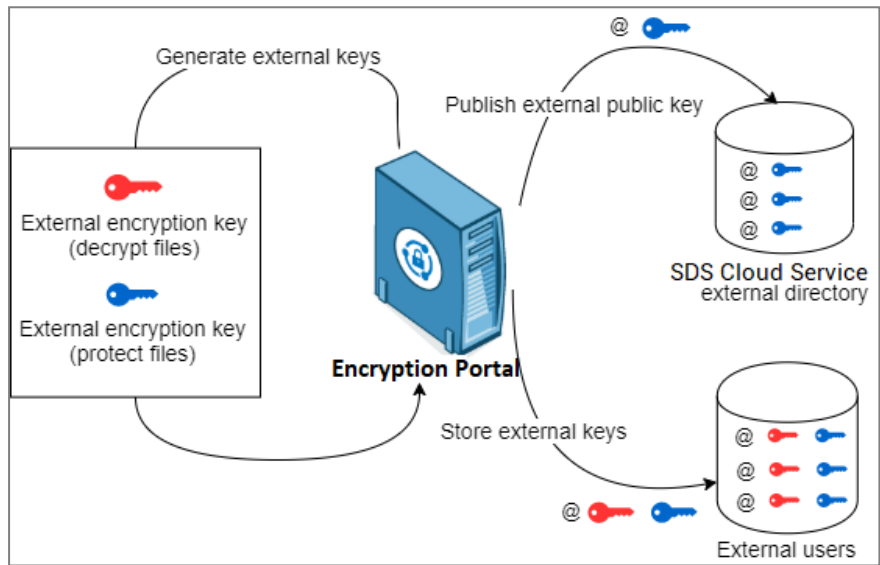 Generate external keys
@
Publish external public key
External encryption key
(decrypt files)
External encryption key
(protect files)
Encryption Portal
@
@
@
SDS Cloud Service
external directory
Store external keys
@
@
@
@
External users